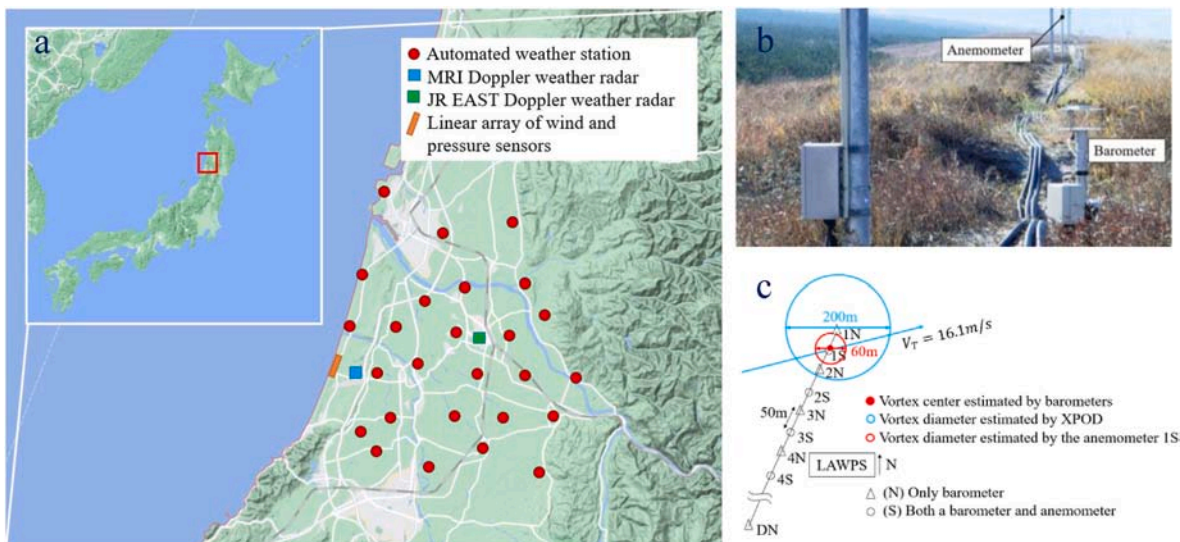 a
Automated weather station
MRI Doppler weather radar
JR EAST Doppler weather radar
Linear array of wind and
pressure sensors
b
Anemometer
Barometer
c
200m
1N
V_T = 16.1m/s
60m
1S
2N
2S
50m
3N
3S
4N
4S
DN
Vortex center estimated by barometers
Vortex diameter estimated by XPOD
Vortex diameter estimated by the anemometer 1S
LAWPS
N
(N) Only barometer
(S) Both a barometer and anemometer